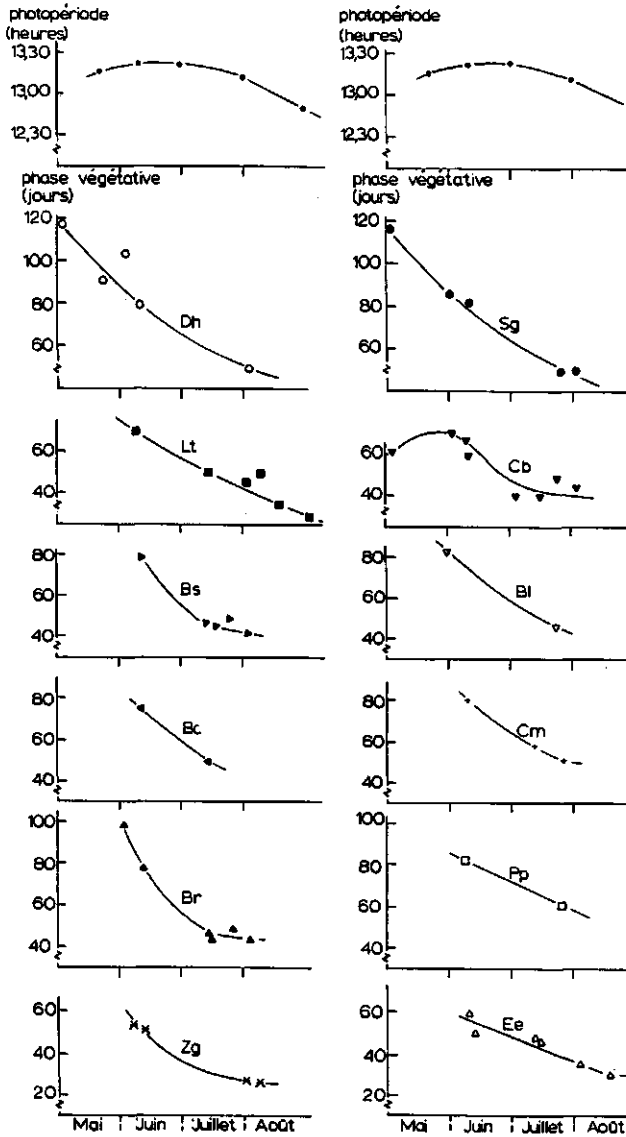 photopériode
(heures)
13,30
13,00
12,30
photopériode
(heures)
13,30
13,00
12,30
phase végétative
(jours)
120
100
80
60
Dh
phase végétative
(jours)
120
100
80
60
Sg
60
40
Lt
60
40
Cb
80
60
40
Bs
80
60
40
Bl
80
60
40
Bc
80
60
40
Cm
100
80
60
40
Br
100
80
60
40
Pp
60
40
20
Zg
Mai Juin Juillet Août
60
40
20
Ee
Mai Juin Juillet Août